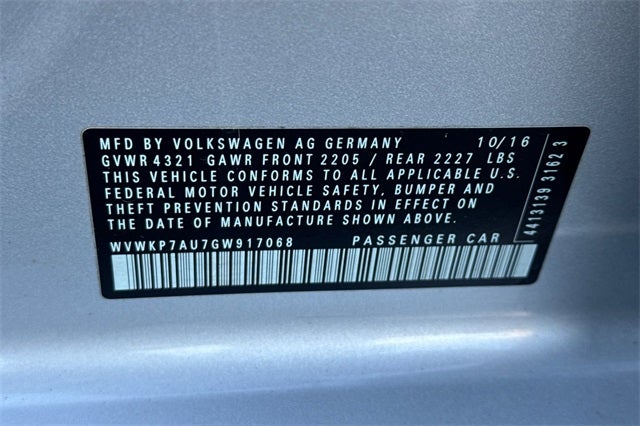 MFD BY VOLKSWAGEN AG GERMANY 10/16
GVWR 4321 GAWR FRONT 2205 / REAR 2227 LBS
THIS VEHICLE CONFORMS TO ALL APPLICABLE U.S.
FEDERAL MOTOR VEHICLE SAFETY, BUMPER AND
THEFT PREVENTION STANDARDS IN EFFECT ON
THE DATE OF MANUFACTURE SHOWN ABOVE.
WVWKP7AU7GW917068 PASSENGER CAR
4413139 3162 3